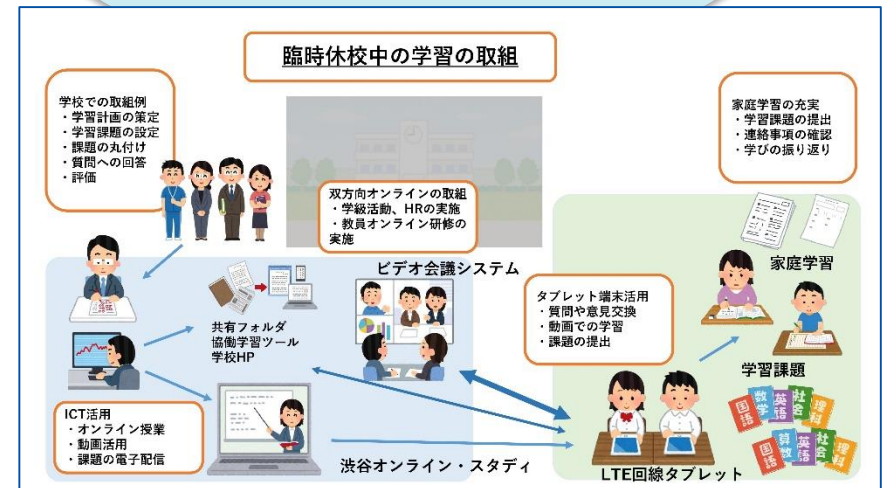 臨時休校中の学習の取組
学校での取組例
・学習計画の策定
・学習課題の設定
・課題の丸付け
・質問への回答
・評価
家庭学習の充実
・学習課題の提出
・連絡事項の確認
・学びの振り返り
双方向オンラインの取組
・学級活動、HRの実施
・教員オンライン研修の
実施
ビデオ会議システム
家庭学習
タブレット端末活用
・質問や意見交換
・動画での学習
・課題の提出
共有フォルダ
協働学習ツール
学校HP
学習課題
国語
数学
英語
社会
理科
国語
算数
英語
社会
理科
ICT活用
・オンライン授業
・動画活用
・課題の電子配信
渋谷オンライン・スタディ
LTE回線タブレット